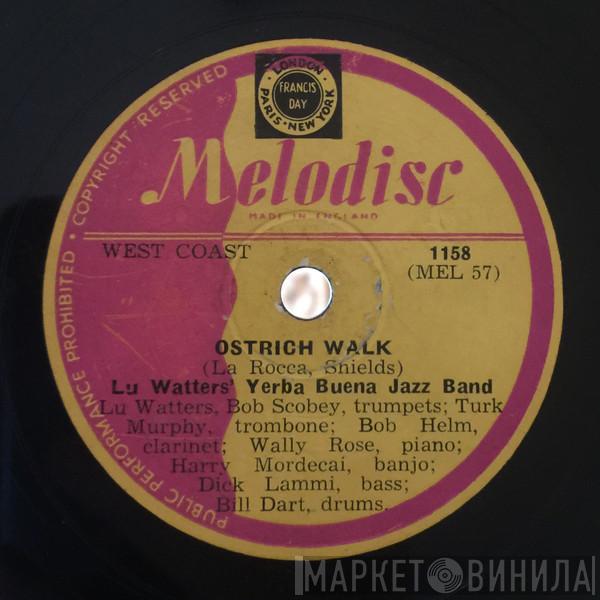 LONDON ·
FRANCIS
DAY
PARIS · NEW YORK
Melodisc
MADE IN ENGLAND
WEST COAST 1158
(MEL 57)
OSTRICH WALK
(La Rocca, Shields)
Lu Watters' Yerba Buena Jazz Band
Lu Watters, Bob Scobey, trumpets; Turk
Murphy, trombone; Bob Helm,
clarinet; Wally Rose, piano;
Harry Mordecai, banjo;
Dick Lammi, bass;
Bill Dart, drums.
PUBLIC PERFORMANCE PROHIBITED · COPYRIGHT RESERVED
МАРКЕТ ВИНИЛА